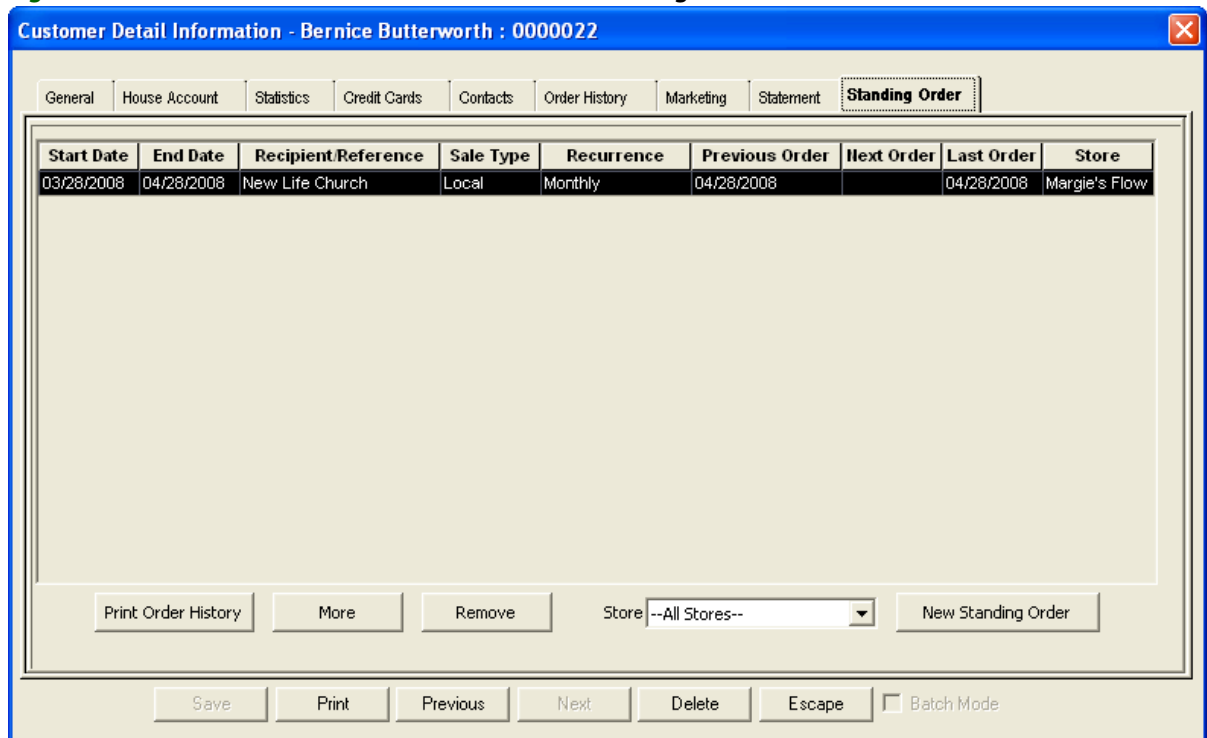 Customer Detail Information - Bernice Butterworth : 0000022
General House Account Statistics Credit Cards Contacts Order History Marketing Statement Standing Order
Start Date End Date Recipient/Reference Sale Type Recurrence Previous Order Next Order Last Order Store
03/28/2008 04/28/2008 New Life Church Local Monthly 04/28/2008 04/28/2008 Margie's Flow
Print Order History More Remove Store --All Stores-- New Standing Order
Save Print Previous Next Delete Escape Batch Mode